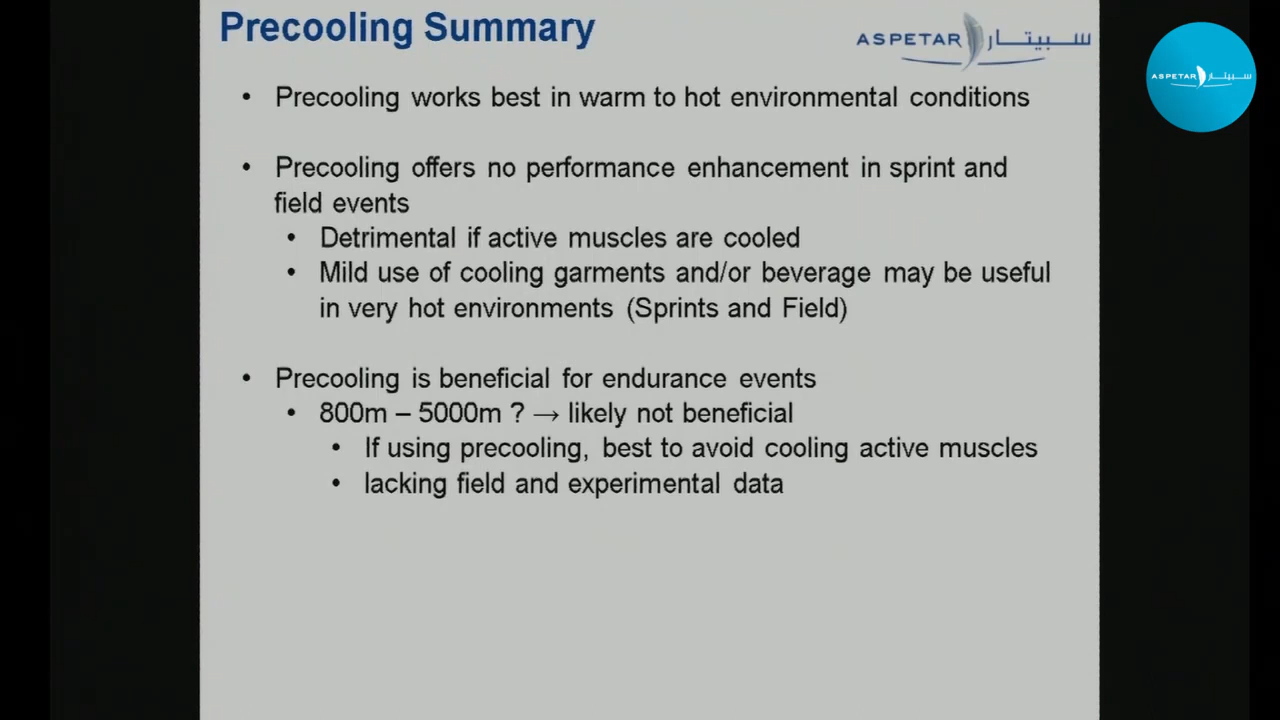 Precooling Summary
ASPETAR سبيتار
ASPETAR سبيتار
• Precooling works best in warm to hot environmental conditions
• Precooling offers no performance enhancement in sprint and
field events
• Detrimental if active muscles are cooled
• Mild use of cooling garments and/or beverage may be useful
in very hot environments (Sprints and Field)
• Precooling is beneficial for endurance events
• 800m – 5000m ? → likely not beneficial
• If using precooling, best to avoid cooling active muscles
• lacking field and experimental data